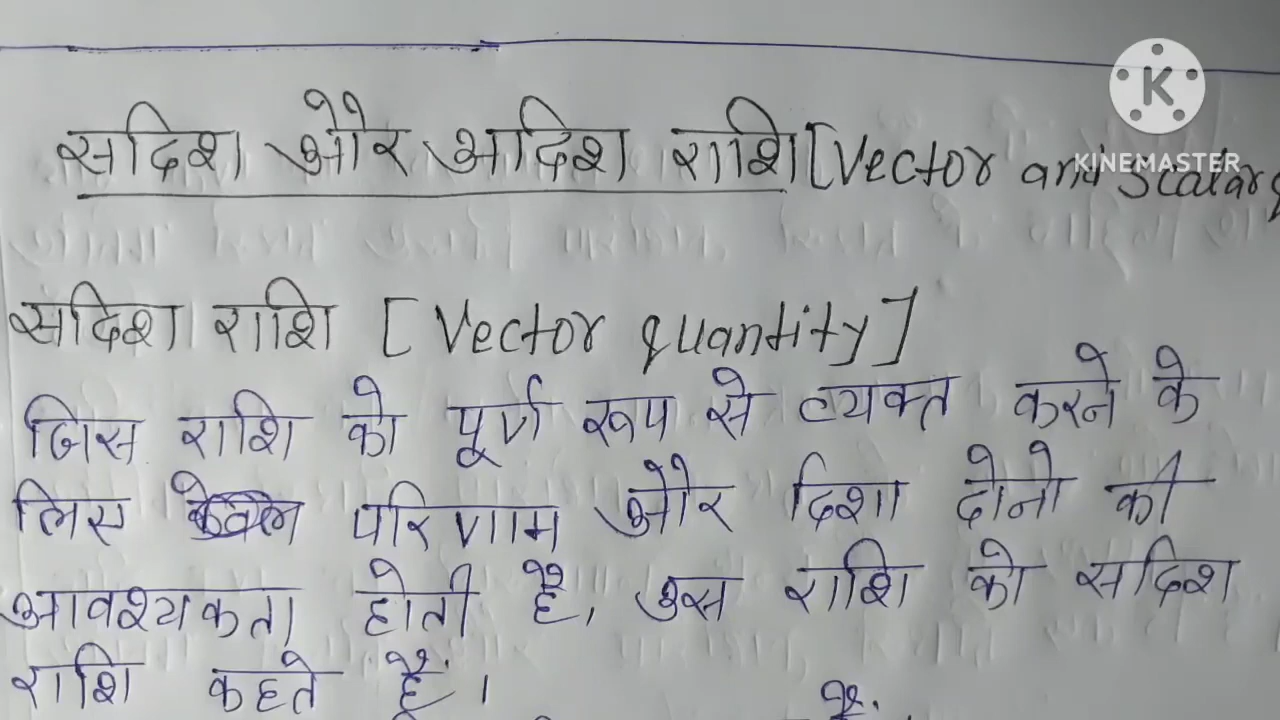 सदिश और अदिश राशि [Vector and Scalar q
K
KINEMASTER
सदिश राशि [Vector quantity]
जिस राशि को पूर्ण रूप से व्यक्त करने के
लिए परिणाम और दिशा दोनो की
आवश्यकता होती है, उस राशि को सदिश
राशि कहते हैं।